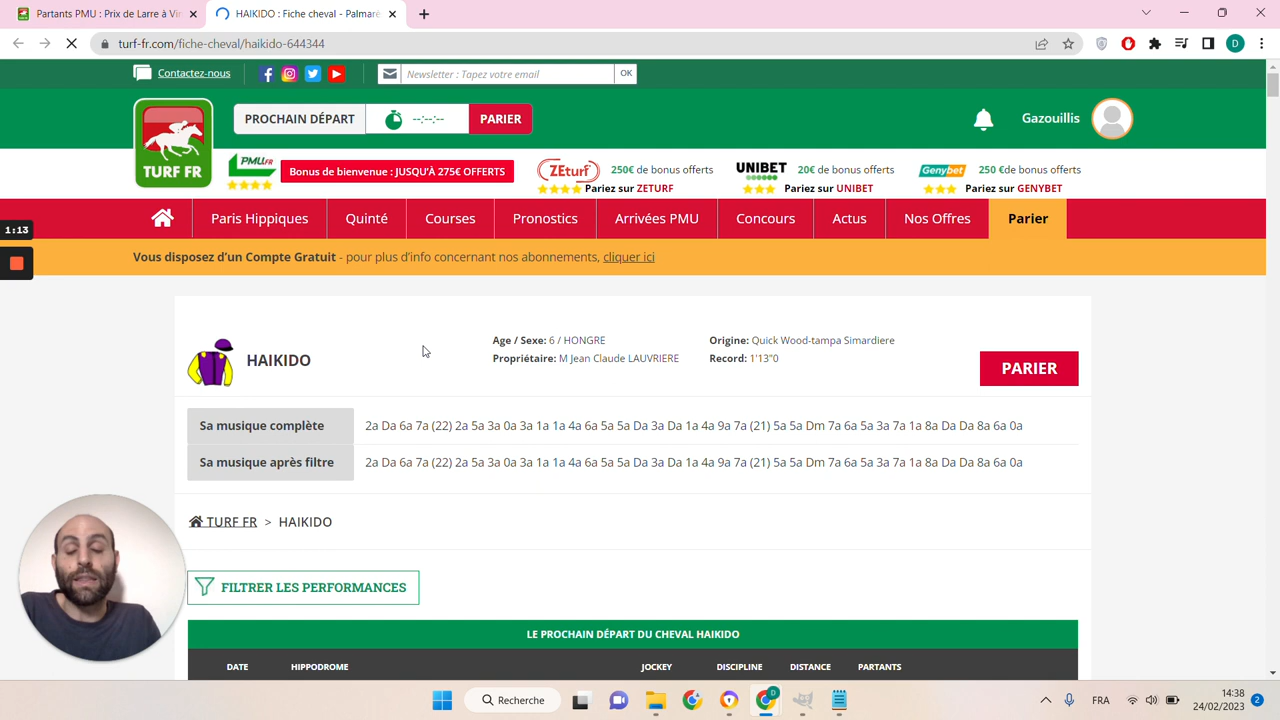 Partants PMU : Prix de Larre à Vin
HAIKIDO : Fiche cheval - Palmarè
turf-fr.com/fiche-cheval/haikido-644344
D
Contactez-nous
Newsletter : Tapez votre email
OK
TURF FR
PROCHAIN DÉPART
--:--:--
PARIER
Gazouillis
PMU.FR
Bonus de bienvenue : JUSQU'À 275€ OFFERTS
ZEturf
250€ de bonus offerts
Pariez sur ZETURF
UNIBET
20€ de bonus offerts
Pariez sur UNIBET
Genybet
250 €de bonus offerts
Pariez sur GENYBET
Paris Hippiques
Quinté
Courses
Pronostics
Arrivées PMU
Concours
Actus
Nos Offres
Parier
1:13
Vous disposez d'un Compte Gratuit - pour plus d'info concernant nos abonnements, cliquer ici
HAIKIDO
Age / Sexe: 6 / HONGRE
Propriétaire: M Jean Claude LAUVRIERE
Origine: Quick Wood-tampa Simardiere
Record: 1'13"0
PARIER
Sa musique complète
2a Da 6a 7a (22) 2a 5a 3a 0a 3a 1a 1a 4a 6a 5a 5a Da 3a Da 1a 4a 9a 7a (21) 5a 5a Dm 7a 6a 5a 3a 7a 1a 8a Da Da 8a 6a 0a
Sa musique après filtre
2a Da 6a 7a (22) 2a 5a 3a 0a 3a 1a 1a 4a 6a 5a 5a Da 3a Da 1a 4a 9a 7a (21) 5a 5a Dm 7a 6a 5a 3a 7a 1a 8a Da Da 8a 6a 0a
TURF FR > HAIKIDO
FILTRER LES PERFORMANCES
LE PROCHAIN DÉPART DU CHEVAL HAIKIDO
DATE HIPPODROME JOCKEY DISCIPLINE DISTANCE PARTANTS
Recherche
D
FRA
14:38
24/02/2023
2